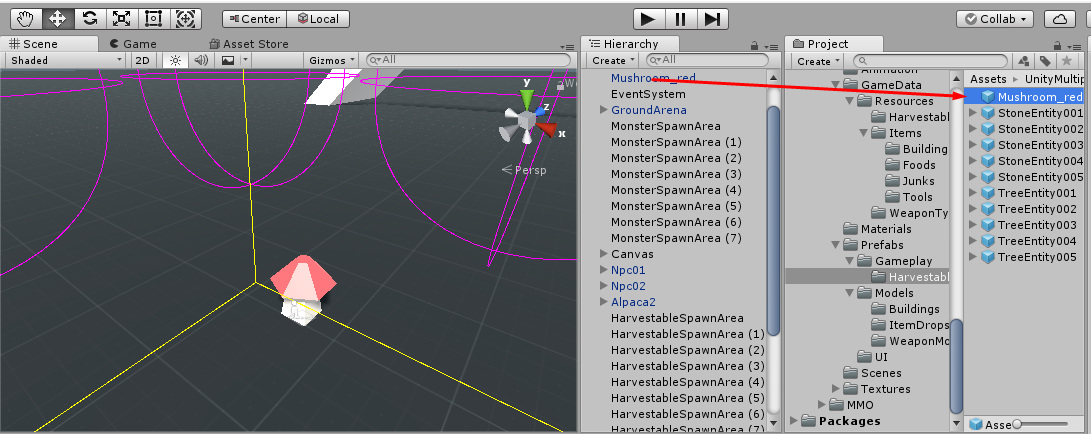 Center Local Collab
Scene Game Asset Store
Shaded 2D Gizmos All
y
z
x
Persp
Hierarchy
Create All
Mushroom_red
EventSystem
GroundArena
MonsterSpawnArea
MonsterSpawnArea (1)
MonsterSpawnArea (2)
MonsterSpawnArea (3)
MonsterSpawnArea (4)
MonsterSpawnArea (5)
MonsterSpawnArea (6)
MonsterSpawnArea (7)
Canvas
Npc01
Npc02
Alpaca2
HarvestableSpawnArea
HarvestableSpawnArea (1)
HarvestableSpawnArea (2)
HarvestableSpawnArea (3)
HarvestableSpawnArea (4)
HarvestableSpawnArea (5)
HarvestableSpawnArea (6)
HarvestableSpawnArea (7)
Project
Create
Animation
GameData
Resources
Harvestabl
Items
Building
Foods
Junks
Tools
WeaponTy
Materials
Prefabs
Gameplay
Harvestabl
Models
Buildings
ItemDrops
WeaponMo
UI
Scenes
Textures
MMO
Packages
Assets UnityMultip
Mushroom_red
StoneEntity001
StoneEntity002
StoneEntity003
StoneEntity004
StoneEntity005
TreeEntity001
TreeEntity002
TreeEntity003
TreeEntity004
TreeEntity005
Asse